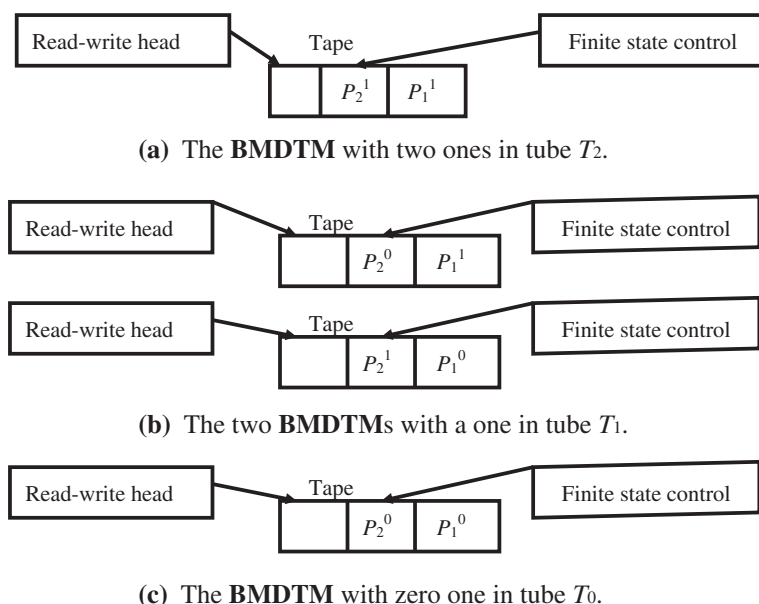 Read-write head Tape Finite state control
P₂¹ P₁¹
(a) The BMDTM with two ones in tube T₂.
Read-write head Tape Finite state control
P₂⁰ P₁¹
Read-write head Tape Finite state control
P₂¹ P₁⁰
(b) The two BMDTMs with a one in tube T₁.
Read-write head Tape Finite state control
P₂⁰ P₁⁰
(c) The BMDTM with zero one in tube T₀.